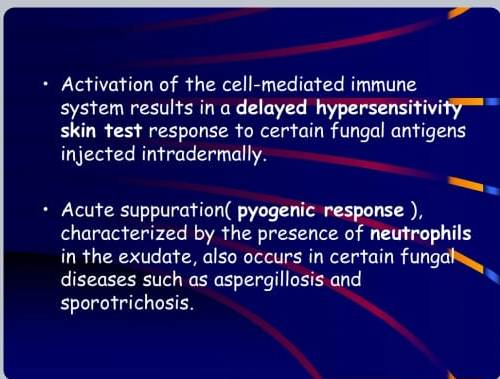 • Activation of the cell-mediated immune
system results in a delayed hypersensitivity
skin test response to certain fungal antigens
injected intradermally.
• Acute suppuration( pyogenic response ),
characterized by the presence of neutrophils
in the exudate, also occurs in certain fungal
diseases such as aspergillosis and
sporotrichosis.